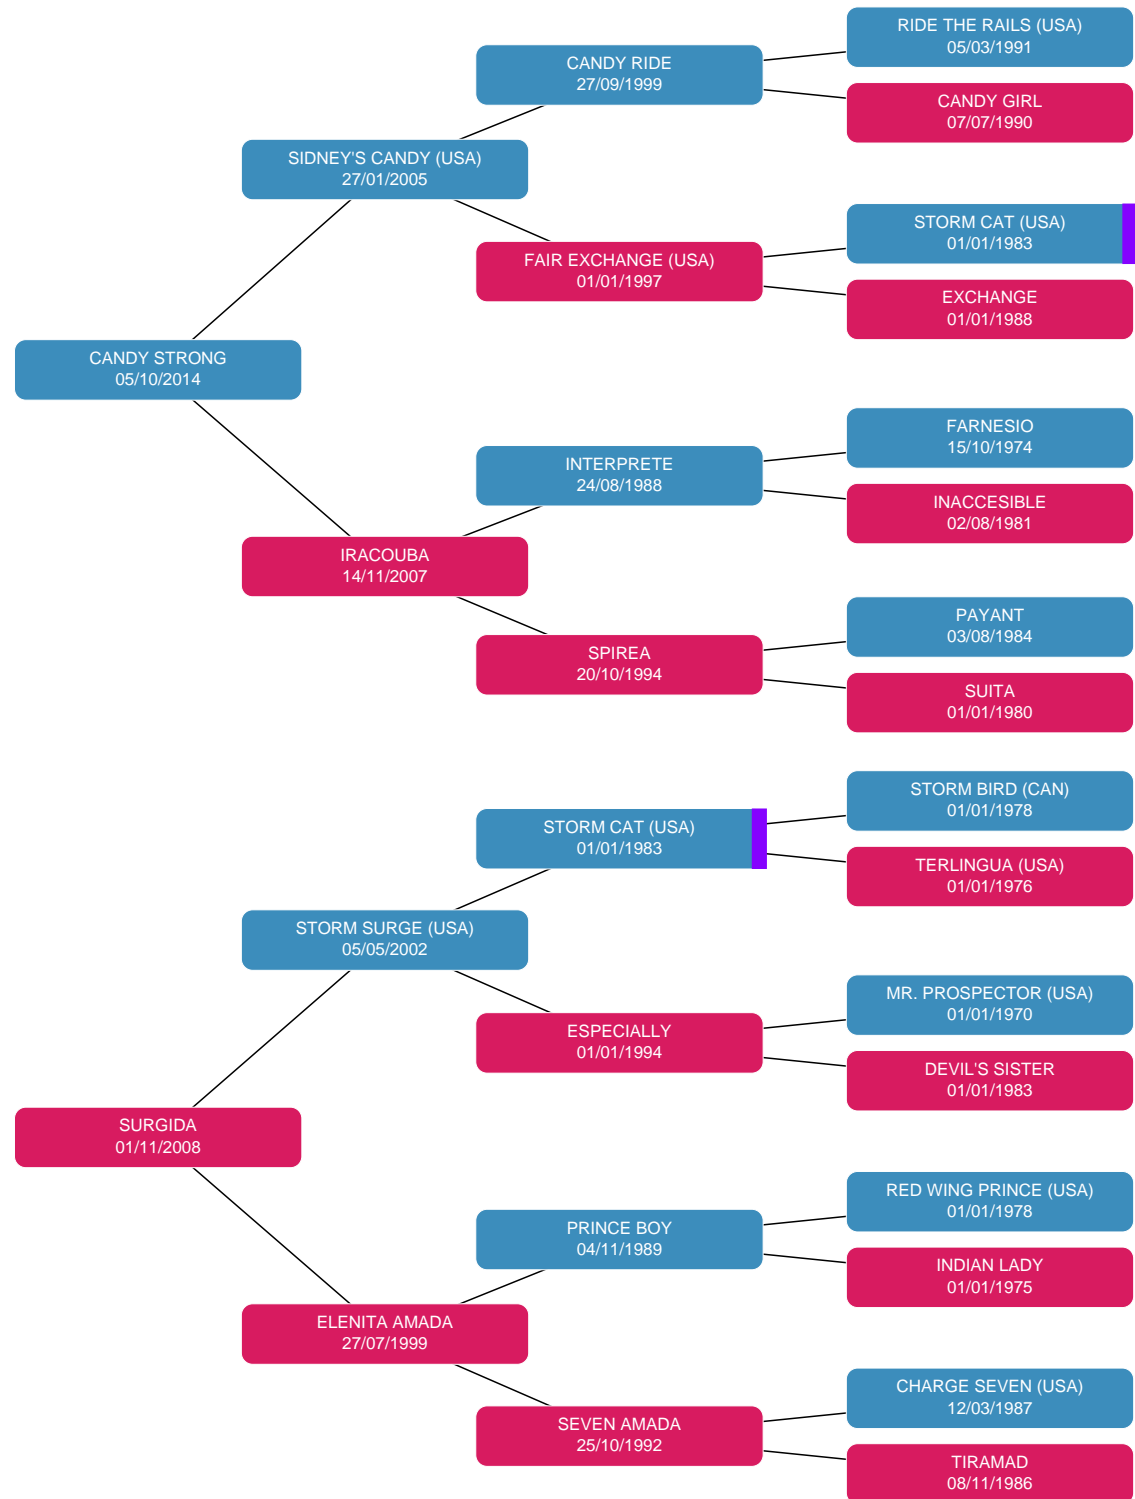 RIDE THE RAILS (USA)
05/03/1991
CANDY RIDE
27/09/1999
CANDY GIRL
07/07/1990
SIDNEY'S CANDY (USA)
27/01/2005
STORM CAT (USA)
01/01/1983
FAIR EXCHANGE (USA)
01/01/1997
EXCHANGE
01/01/1988
CANDY STRONG
05/10/2014
FARNESIO
15/10/1974
INTERPRETE
24/08/1988
INACCESIBLE
02/08/1981
IRACOUBA
14/11/2007
PAYANT
03/08/1984
SPIREA
20/10/1994
SUITA
01/01/1980
STORM BIRD (CAN)
01/01/1978
STORM CAT (USA)
01/01/1983
TERLINGUA (USA)
01/01/1976
STORM SURGE (USA)
05/05/2002
MR. PROSPECTOR (USA)
01/01/1970
ESPECIALLY
01/01/1994
DEVIL'S SISTER
01/01/1983
SURGIDA
01/11/2008
RED WING PRINCE (USA)
01/01/1978
PRINCE BOY
04/11/1989
INDIAN LADY
01/01/1975
ELENITA AMADA
27/07/1999
CHARGE SEVEN (USA)
12/03/1987
SEVEN AMADA
25/10/1992
TIRAMAD
08/11/1986